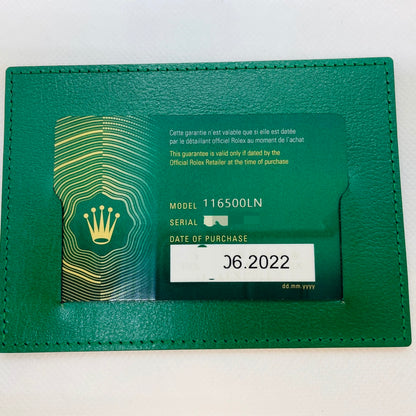 Cette garantie n'est valable que si elle est datée
par le détaillant officiel Rolex au moment de l'achat
This guarantee is valid only if dated by the
Official Rolex Retailer at the time of purchase
MODEL 116500LN
SERIAL
DATE OF PURCHASE
06.2022
dd.mm.yyyy